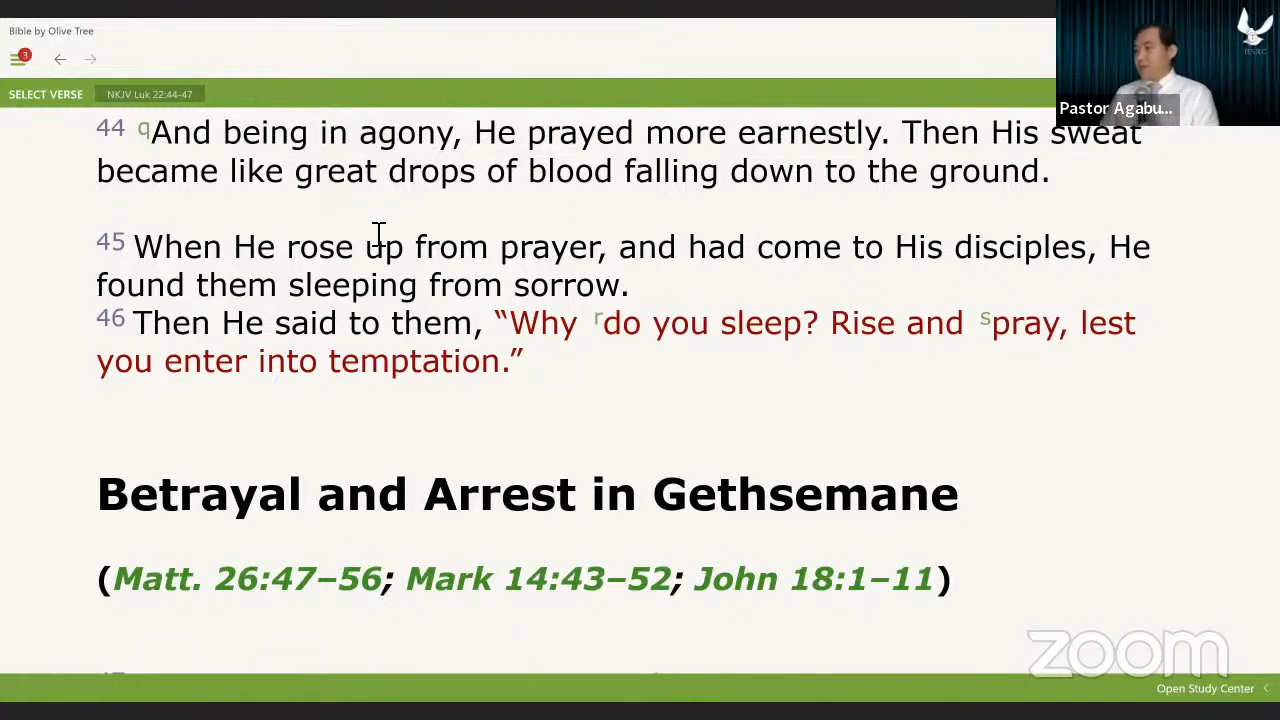 Bible by Olive Tree
3
SELECT VERSE NKJV Luk 22:44-47
44 qAnd being in agony, He prayed more earnestly. Then His sweat
became like great drops of blood falling down to the ground.
45 When He rose up from prayer, and had come to His disciples, He
found them sleeping from sorrow.
46 Then He said to them, “Why rdo you sleep? Rise and spray, lest
you enter into temptation.”
Betrayal and Arrest in Gethsemane
(Matt. 26:47–56; Mark 14:43–52; John 18:1–11)
Pastor Agabu...
zoom
Open Study Center